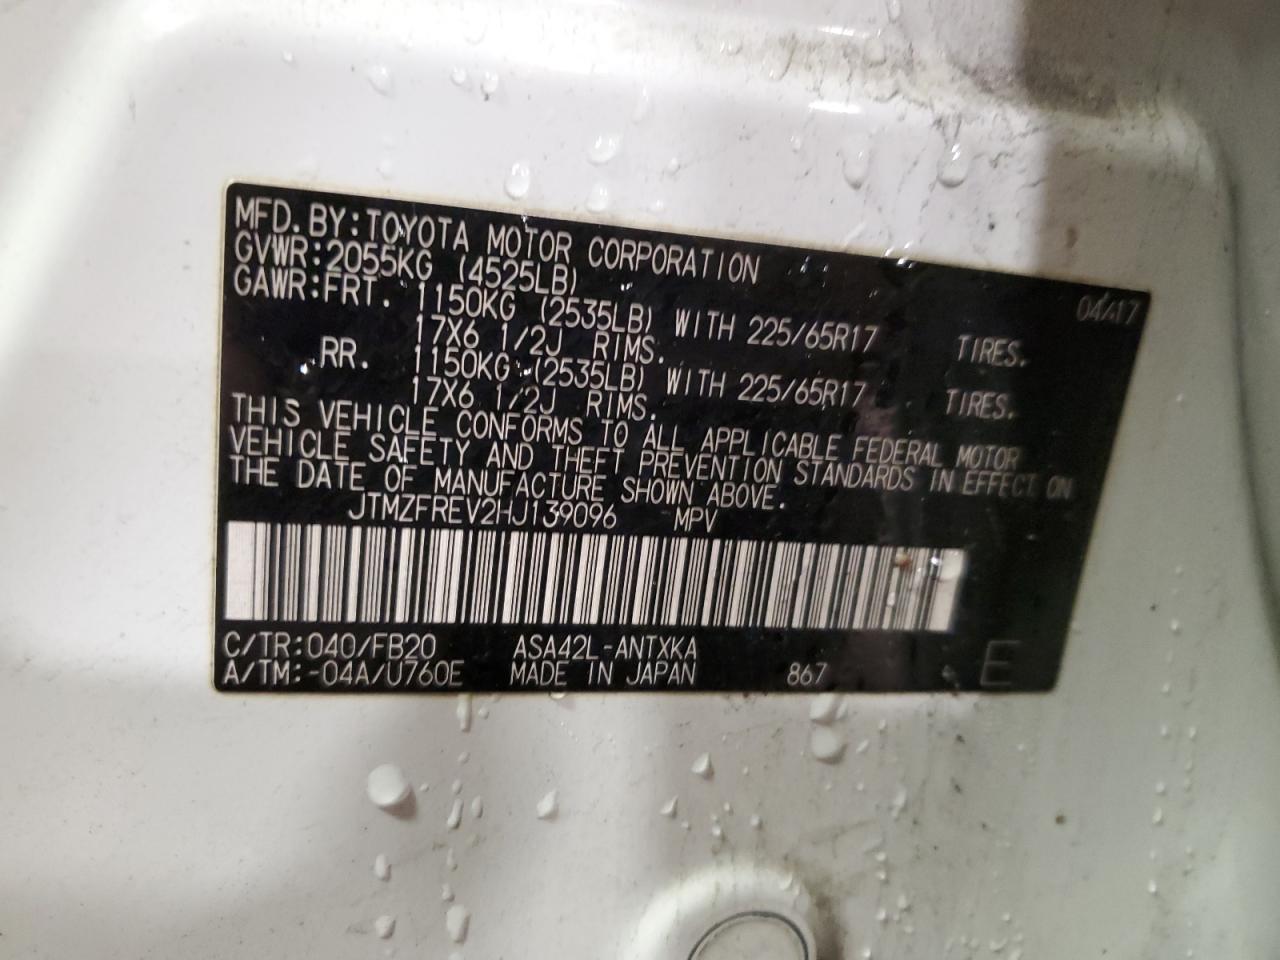 MFD. BY: TOYOTA MOTOR CORPORATION 04/17
GVWR: 2055KG (4525LB)
GAWR: FRT. 1150KG (2535LB) WITH 225/65R17 TIRES.
17X6 1/2J RIMS.
RR. 1150KG (2535LB) WITH 225/65R17 TIRES.
17X6 1/2J RIMS.
THIS VEHICLE CONFORMS TO ALL APPLICABLE FEDERAL MOTOR
VEHICLE SAFETY AND THEFT PREVENTION STANDARDS IN EFFECT ON
THE DATE OF MANUFACTURE SHOWN ABOVE.
JTMZFREV2HJ139096 MPV
C/TR: 040/FB20 ASA42L-ANTXKA
A/TM: -04A/U760E MADE IN JAPAN 867 E